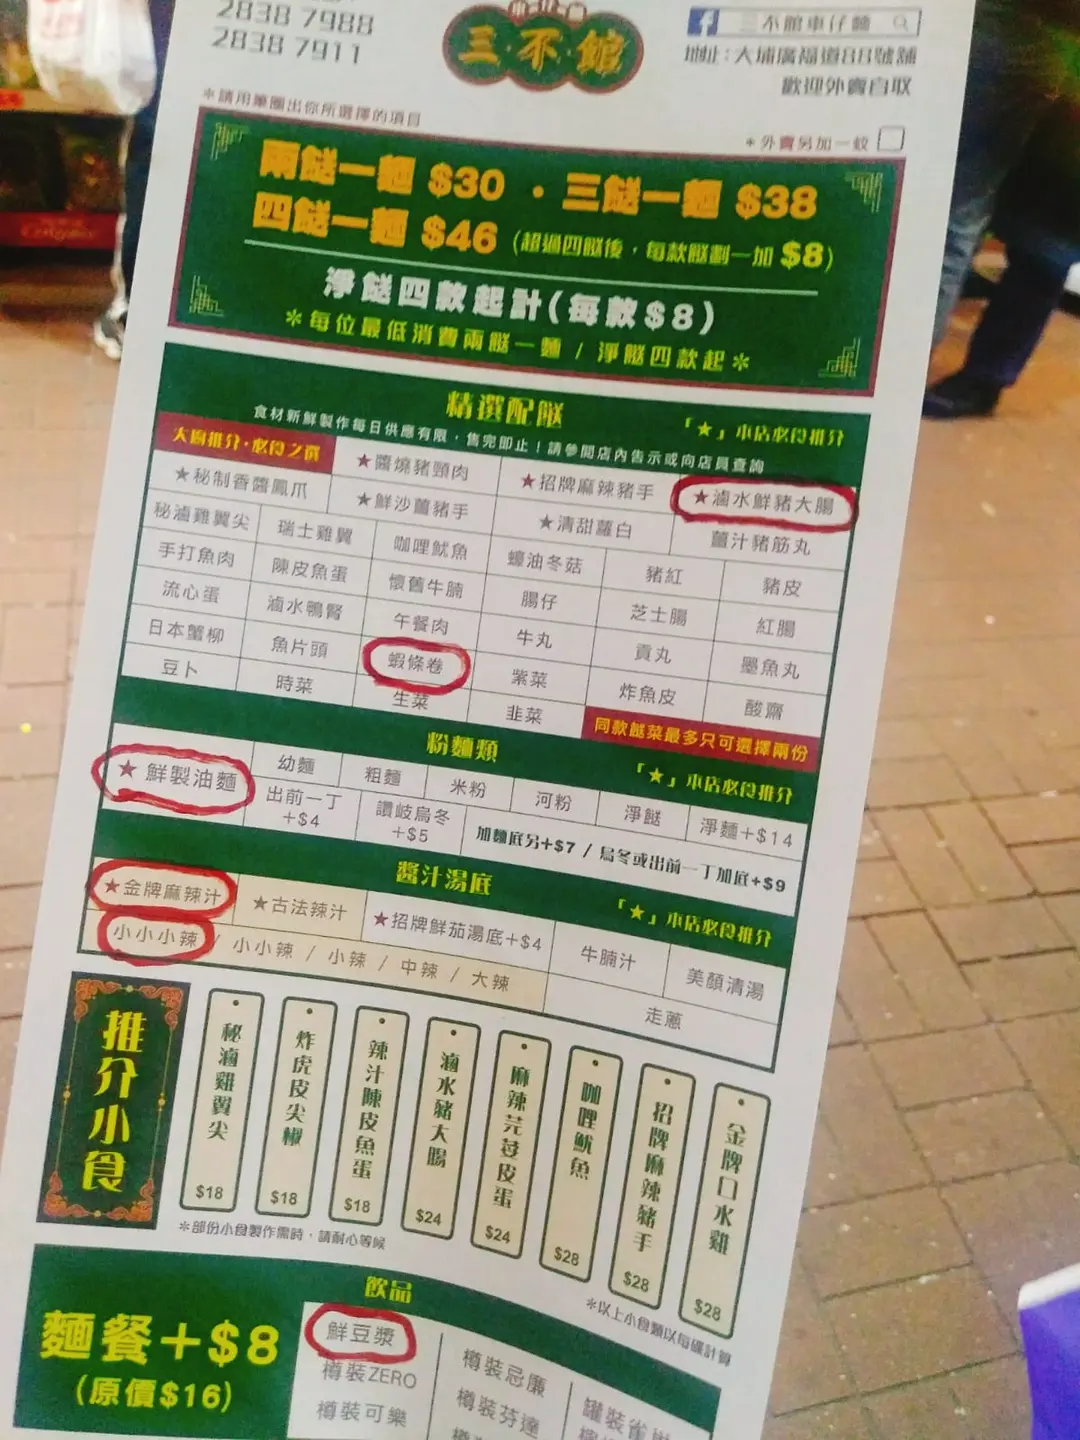 2838 7988
2838 7911
三·不·館
三不館車仔麵
地址：大埔廣福道88號舖
歡迎外賣自取
*請用筆圈出你所選擇的項目
*外賣另加一蚊
兩餸一麵 $30 · 三餸一麵 $38
四餸一麵 $46 (超過四餸後，每款餸劃一加 $8)
淨餸四款起計(每款$8)
*每位最低消費兩餸一麵 / 淨餸四款起*
精選配餸
「★」本店必食推介
食材新鮮製作每日供應有限，售完即止！請參閱店內告示或向店員查詢
大廚推介·必食之選
★醬燒豬頸肉
★招牌麻辣豬手
★滷水鮮豬大腸
★秘制香醬鳳爪
★鮮沙薑豬手
★清甜蘿白
薑汁豬筋丸
秘滷雞翼尖 瑞士雞翼 咖哩魷魚 蠔油冬菇 豬紅 豬皮
手打魚肉 陳皮魚蛋 懷舊牛腩 腸仔 芝士腸 紅腸
流心蛋 滷水鴨腎 午餐肉 牛丸 貢丸 墨魚丸
日本蟹柳 魚片頭 蝦條卷 紫菜 炸魚皮 酸齋
豆卜 時菜 生菜 韭菜
同款餸菜最多只可選擇兩份
粉麵類
「★」本店必食推介
★鮮製油麵 幼麵 粗麵 米粉 河粉 淨餸 淨麵+$14
出前一丁 +$4
讚岐烏冬 +$5
加麵底另+$7 / 烏冬或出前一丁加底+$9
醬汁湯底
「★」本店必食推介
★金牌麻辣汁 ★古法辣汁 ★招牌鮮茄湯底+$4 牛腩汁 美顏清湯
小小小辣 / 小小辣 / 小辣 / 中辣 / 大辣
走蔥
推介小食
秘滷雞翼尖 $18
炸虎皮尖椒 $18
辣汁陳皮魚蛋 $18
滷水豬大腸 $24
麻辣芫荽皮蛋 $24
咖哩魷魚 $28
招牌麻辣豬手 $28
金牌口水雞 $28
*部份小食製作需時，請耐心等候
*以上小食類以每碟計算
飲品
麵餐+$8
(原價$16)
鮮豆漿
樽裝ZERO
樽裝可樂
樽裝忌廉
樽裝芬達
罐裝雀巢